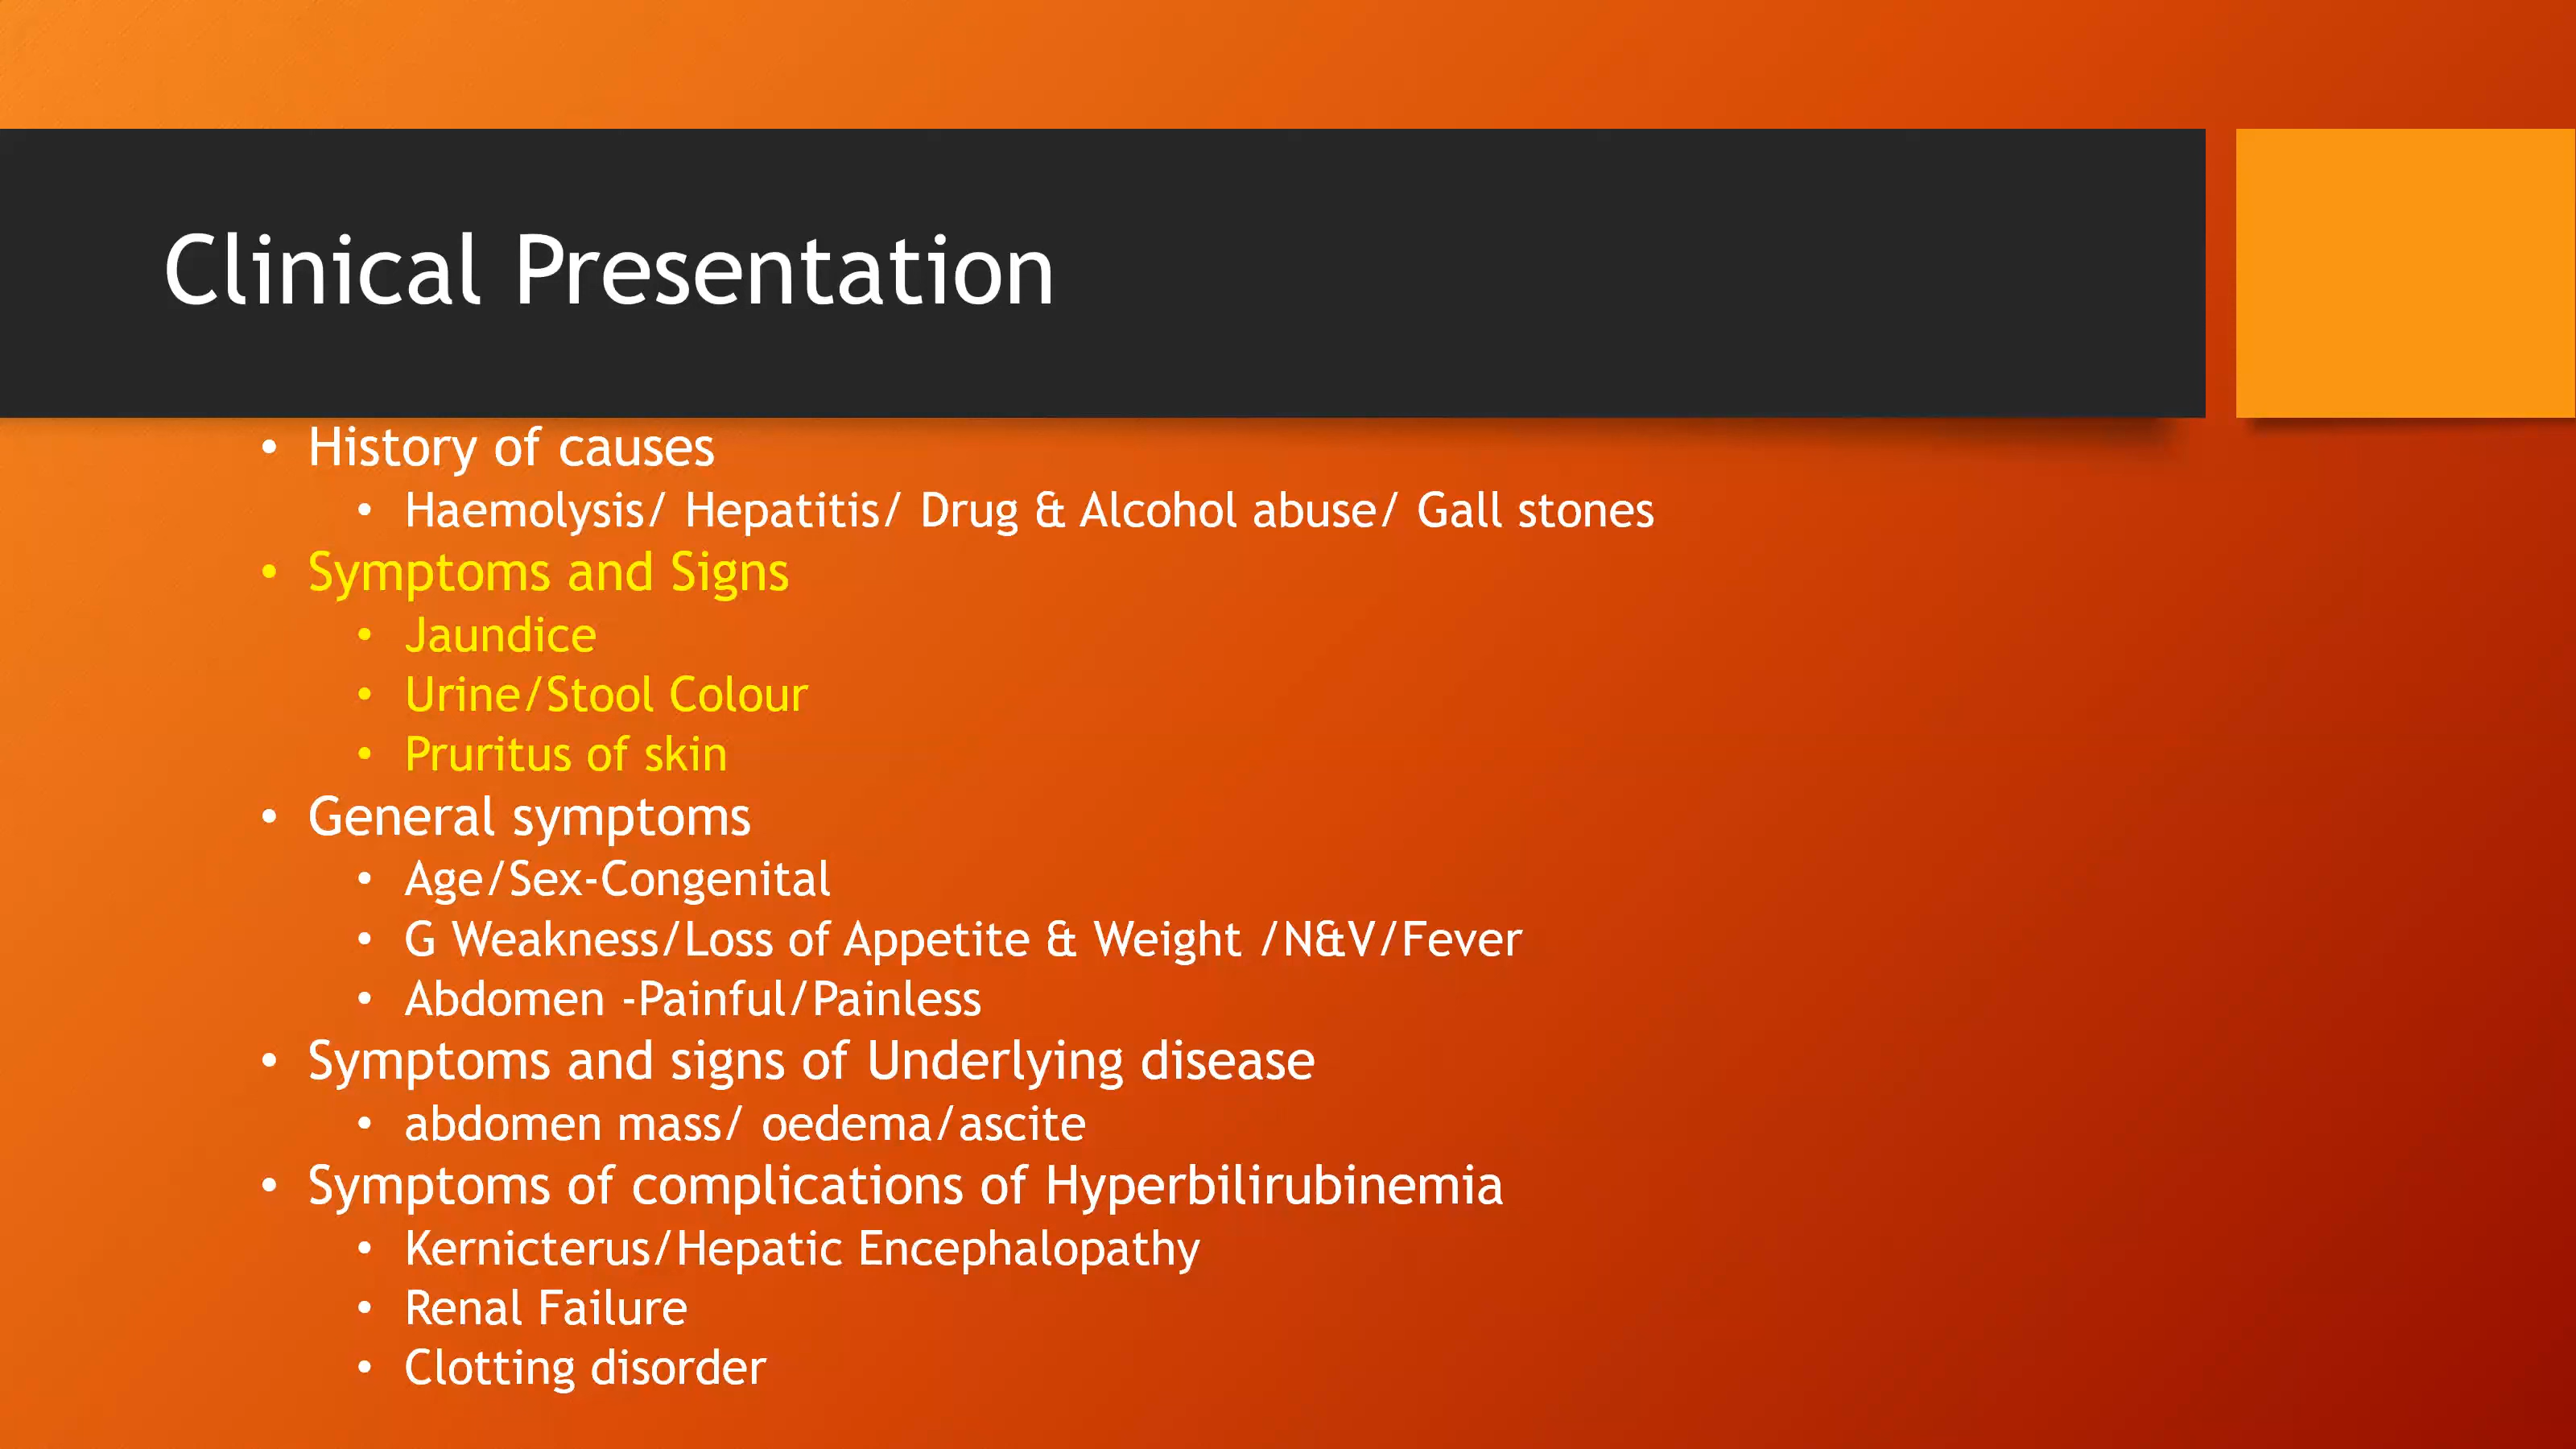 Clinical Presentation
• History of causes
• Haemolysis/ Hepatitis/ Drug & Alcohol abuse/ Gall stones
• Symptoms and Signs
• Jaundice
• Urine/Stool Colour
• Pruritus of skin
• General symptoms
• Age/Sex-Congenital
• G Weakness/Loss of Appetite & Weight /N&V/Fever
• Abdomen -Painful/Painless
• Symptoms and signs of Underlying disease
• abdomen mass/ oedema/ascite
• Symptoms of complications of Hyperbilirubinemia
• Kernicterus/Hepatic Encephalopathy
• Renal Failure
• Clotting disorder